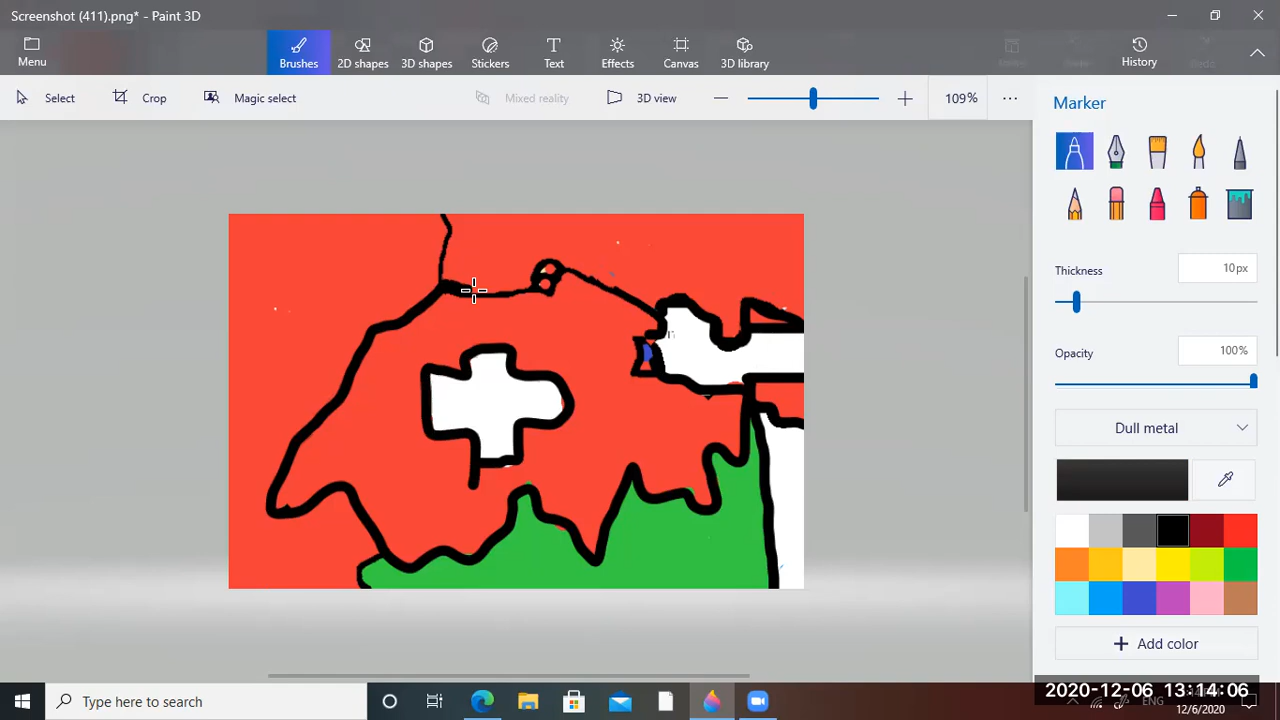 Screenshot (411).png* - Paint 3D
Menu
Brushes
2D shapes
3D shapes
Stickers
Text
Effects
Canvas
3D library
History
Redo
Select
Crop
Magic select
Mixed reality
3D view
109%
Marker
Thickness
10px
Opacity
100%
Dull metal
Add color
2020-12-06 13:14:06
Type here to search
ENG
12/6/2020